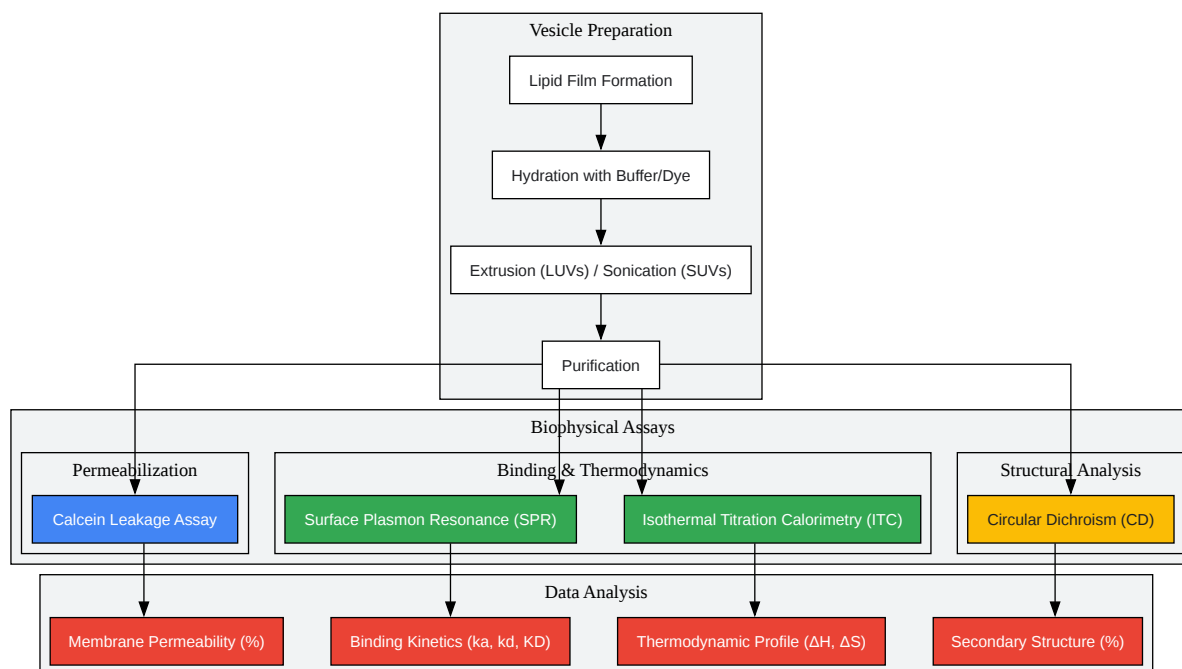 Vesicle Preparation
Lipid Film Formation
Hydration with Buffer/Dye
Extrusion (LUVs) / Sonication (SUVs)
Purification
Biophysical Assays
Permeabilization
Binding & Thermodynamics
Structural Analysis
Calcein Leakage Assay
Surface Plasmon Resonance (SPR)
Isothermal Titration Calorimetry (ITC)
Circular Dichroism (CD)
Data Analysis
Membrane Permeability (%)
Binding Kinetics (ka, kd, KD)
Thermodynamic Profile (ΔH, ΔS)
Secondary Structure (%)